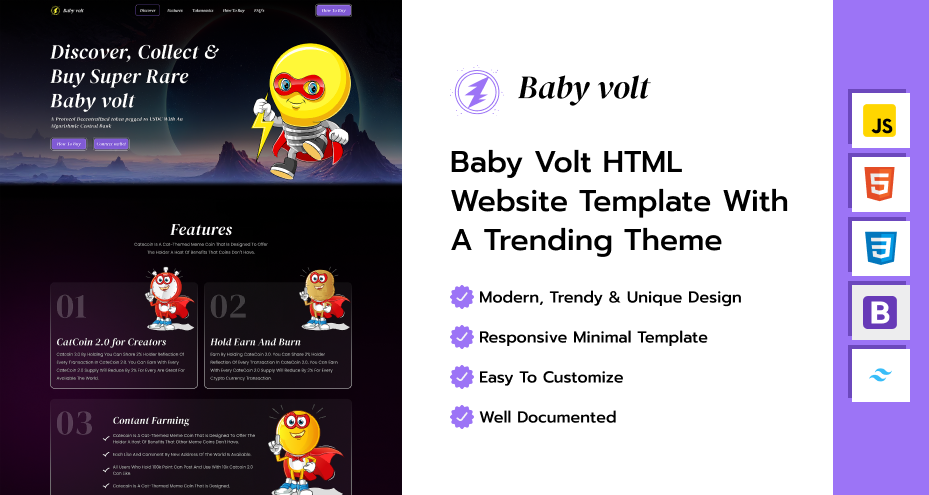 Baby volt
Discover
Features
Tokenomics
How To Buy
FAQ's
How To Buy
Discover, Collect &
Buy Super Rare
Baby volt
A Protocol Decentralised token pegged to USDC With An
Algorithmic Central Bank
How To Buy
Connect wallet
Features
Catecoin Is A Cat-Themed Meme Coin That Is Designed To Offer
The Holder A Host Of Benefits That Coins Don't Have.
01
CatCoin 2.0 for Creators
Catcoin 2.0 By Holding You Can Share 2% Holder Reflection Of
Every Transaction In CateCoin 2.0. You Can Earn With Every
CateCoin 2.0 Supply Will Reduce By 2% For Every Are Great For
Available The World.
02
Hold Earn And Burn
Earn By Holding CateCoin 2.0. You Can Share 2% Holder
Reflection Of Every Transaction In CateCoin 2.0. You Can Earn
With Every CateCoin 2.0 Supply Will Reduce By 2% For Every
Crypto Currency Transaction.
03
Contant Farming
Catecoin Is A Cat-Themed Meme Coin That Is Designed To Offer The
Holder A Host Of Benefits That Other Meme Coins Don't Have.
Each Like And Comment By New Address Of The World Is Available.
All Users Who Hold 100k Point Can Post And Use With 10x Catcoin 2.0
Coin Like
Catecoin Is A Cat-Themed Meme Coin That Is Designed.
Baby volt
Baby Volt HTML
Website Template With
A Trending Theme
Modern, Trendy & Unique Design
Responsive Minimal Template
Easy To Customize
Well Documented
JS
5
3
B